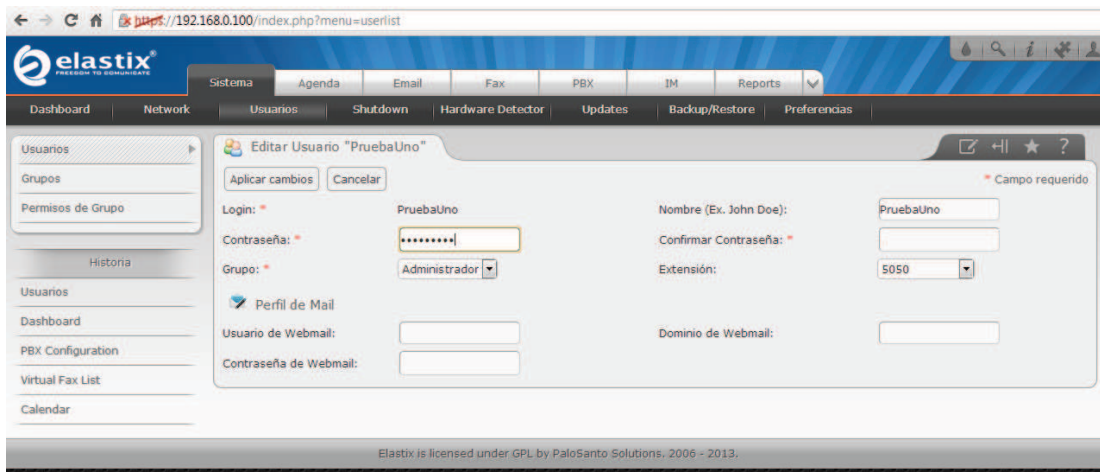 https://192.168.0.100/index.php?menu=userlist
elastix®
FREEDOM TO COMMUNICATE
Sistema Agenda Email Fax PBX IM Reports
Dashboard Network Usuarios Shutdown Hardware Detector Updates Backup/Restore Preferencias
Usuarios
Grupos
Permisos de Grupo
Historia
Usuarios
Dashboard
PBX Configuration
Virtual Fax List
Calendar
Editar Usuario "PruebaUno"
Aplicar cambios Cancelar * Campo requerido
Login: * PruebaUno Nombre (Ex. John Doe): PruebaUno
Contraseña: * ••••••••• Confirmar Contraseña: *
Grupo: * Administrador Extensión: 5050
Perfil de Mail
Usuario de Webmail: Dominio de Webmail:
Contraseña de Webmail:
Elastix is licensed under GPL by PaloSanto Solutions. 2006 - 2013.